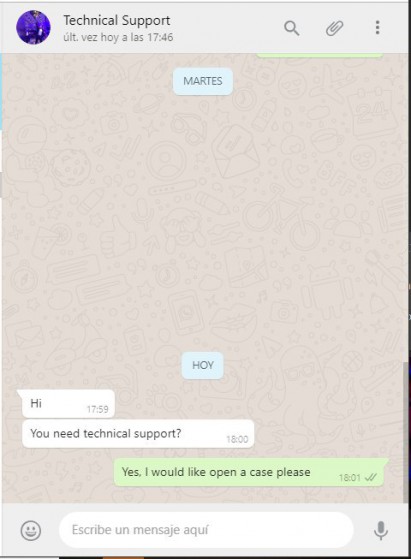 Technical Support
últ. vez hoy a las 17:46
MARTES
HOY
Hi
17:59
You need technical support?
18:00
Yes, I would like open a case please
18:01
Escribe un mensaje aquí